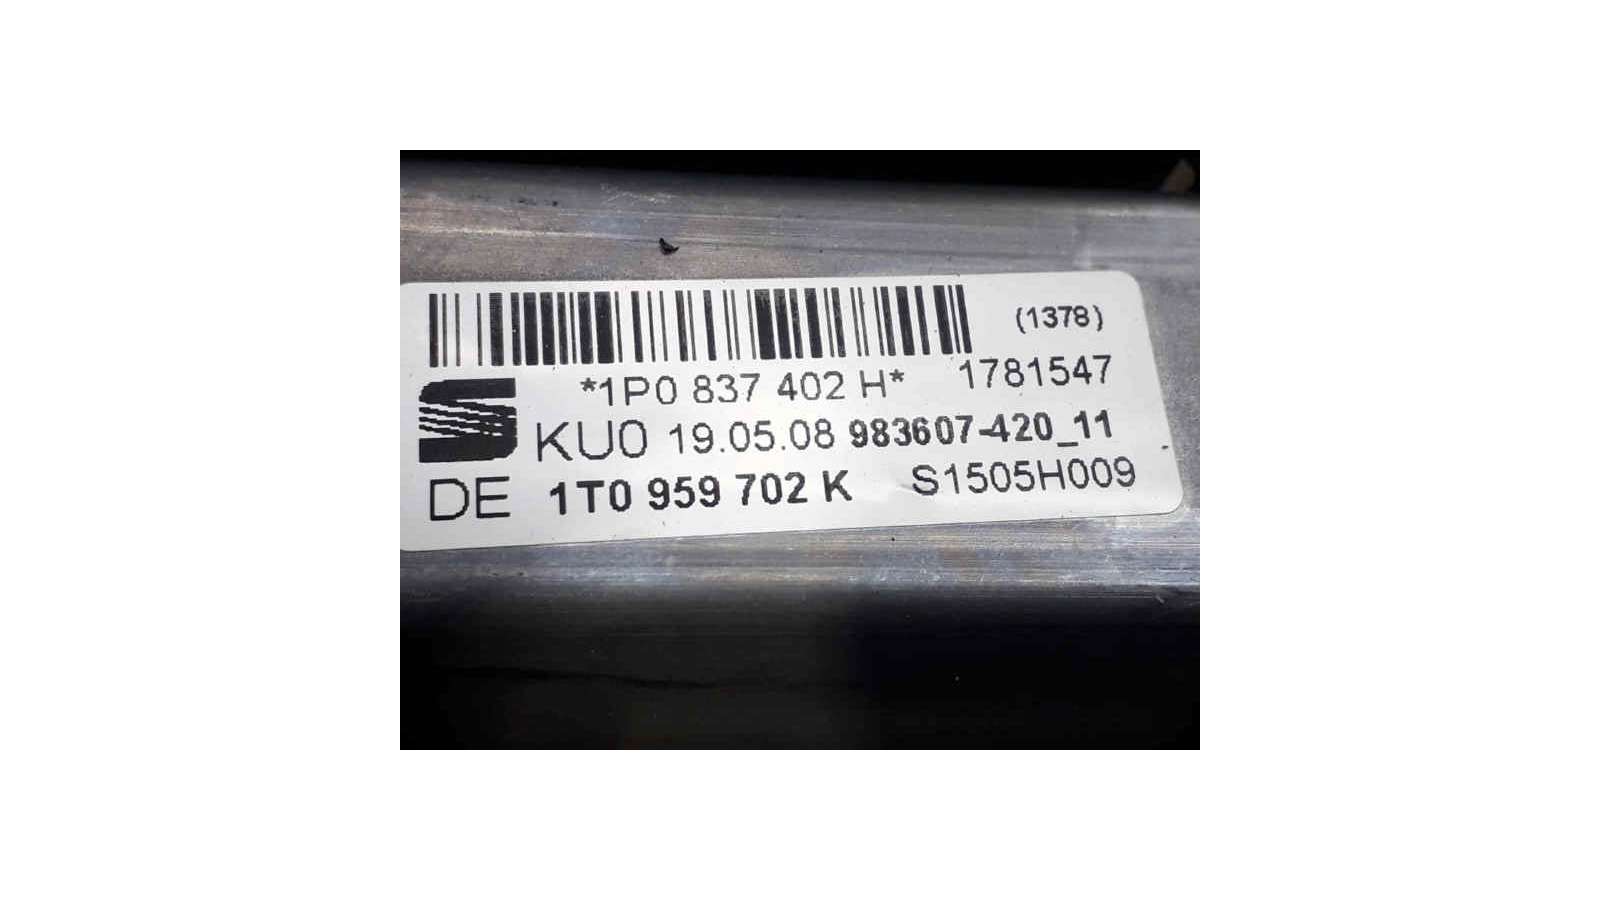 (1378)
*1P0 837 402 H* 1781547
KU0 19.05.08 983607-420_11
DE 1T0 959 702 K S1505H009